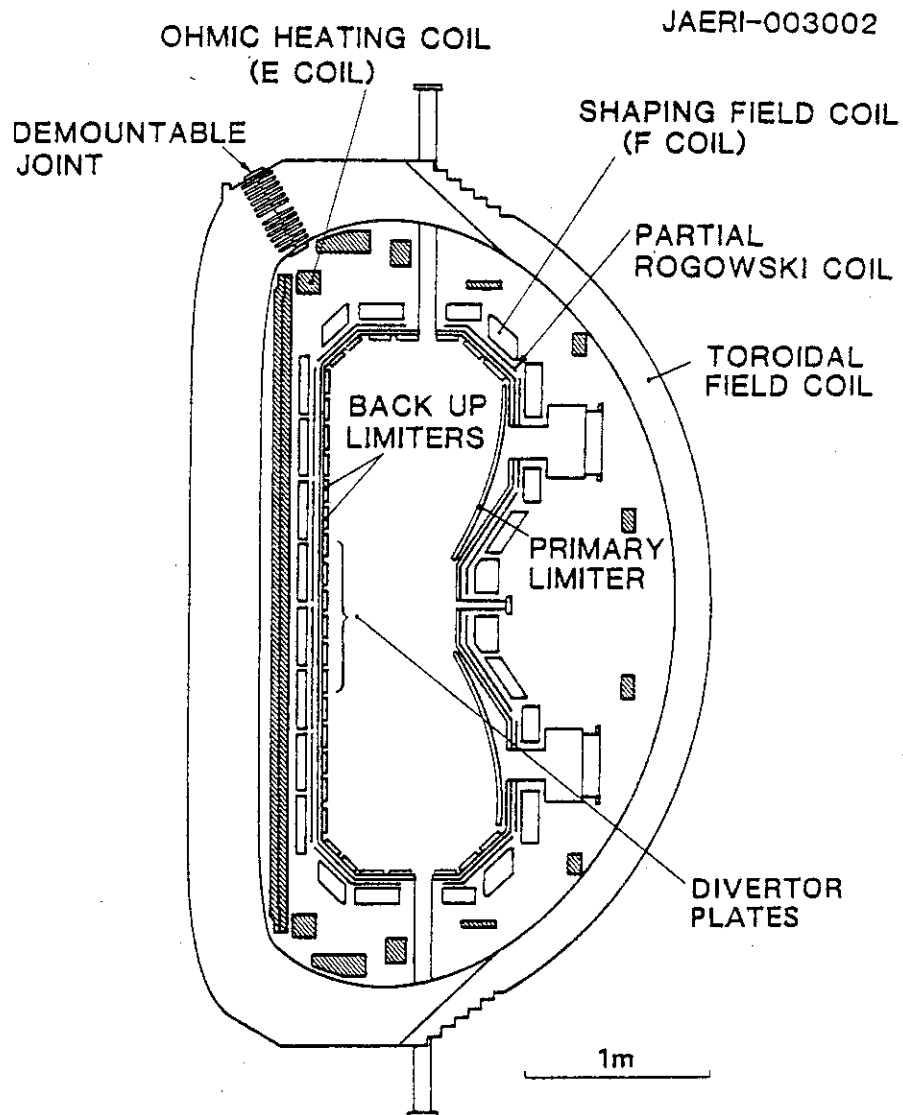 JAERI-003002
OHMIC HEATING COIL
(E COIL)
SHAPING FIELD COIL
(F COIL)
DEMOUNTABLE
JOINT
PARTIAL
ROGOWSKI COIL
TOROIDAL
FIELD COIL
BACK UP
LIMITERS
PRIMARY
LIMITER
DIVERTOR
PLATES
1m